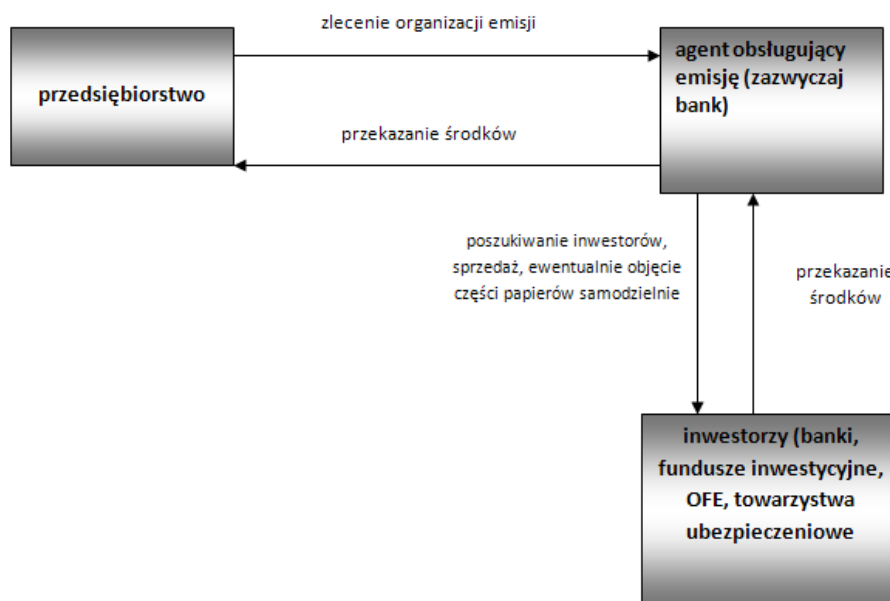 zlecenie organizacji emisji
przedsiębiorstwo
agent obsługujący
emisję (zazwyczaj
bank)
przekazanie środków
poszukiwanie inwestorów,
sprzedaż, ewentualnie objęcie
części papierów samodzielnie
przekazanie
środków
inwestorzy (banki,
fundusze inwestycyjne,
OFE, towarzystwa
ubezpieczeniowe